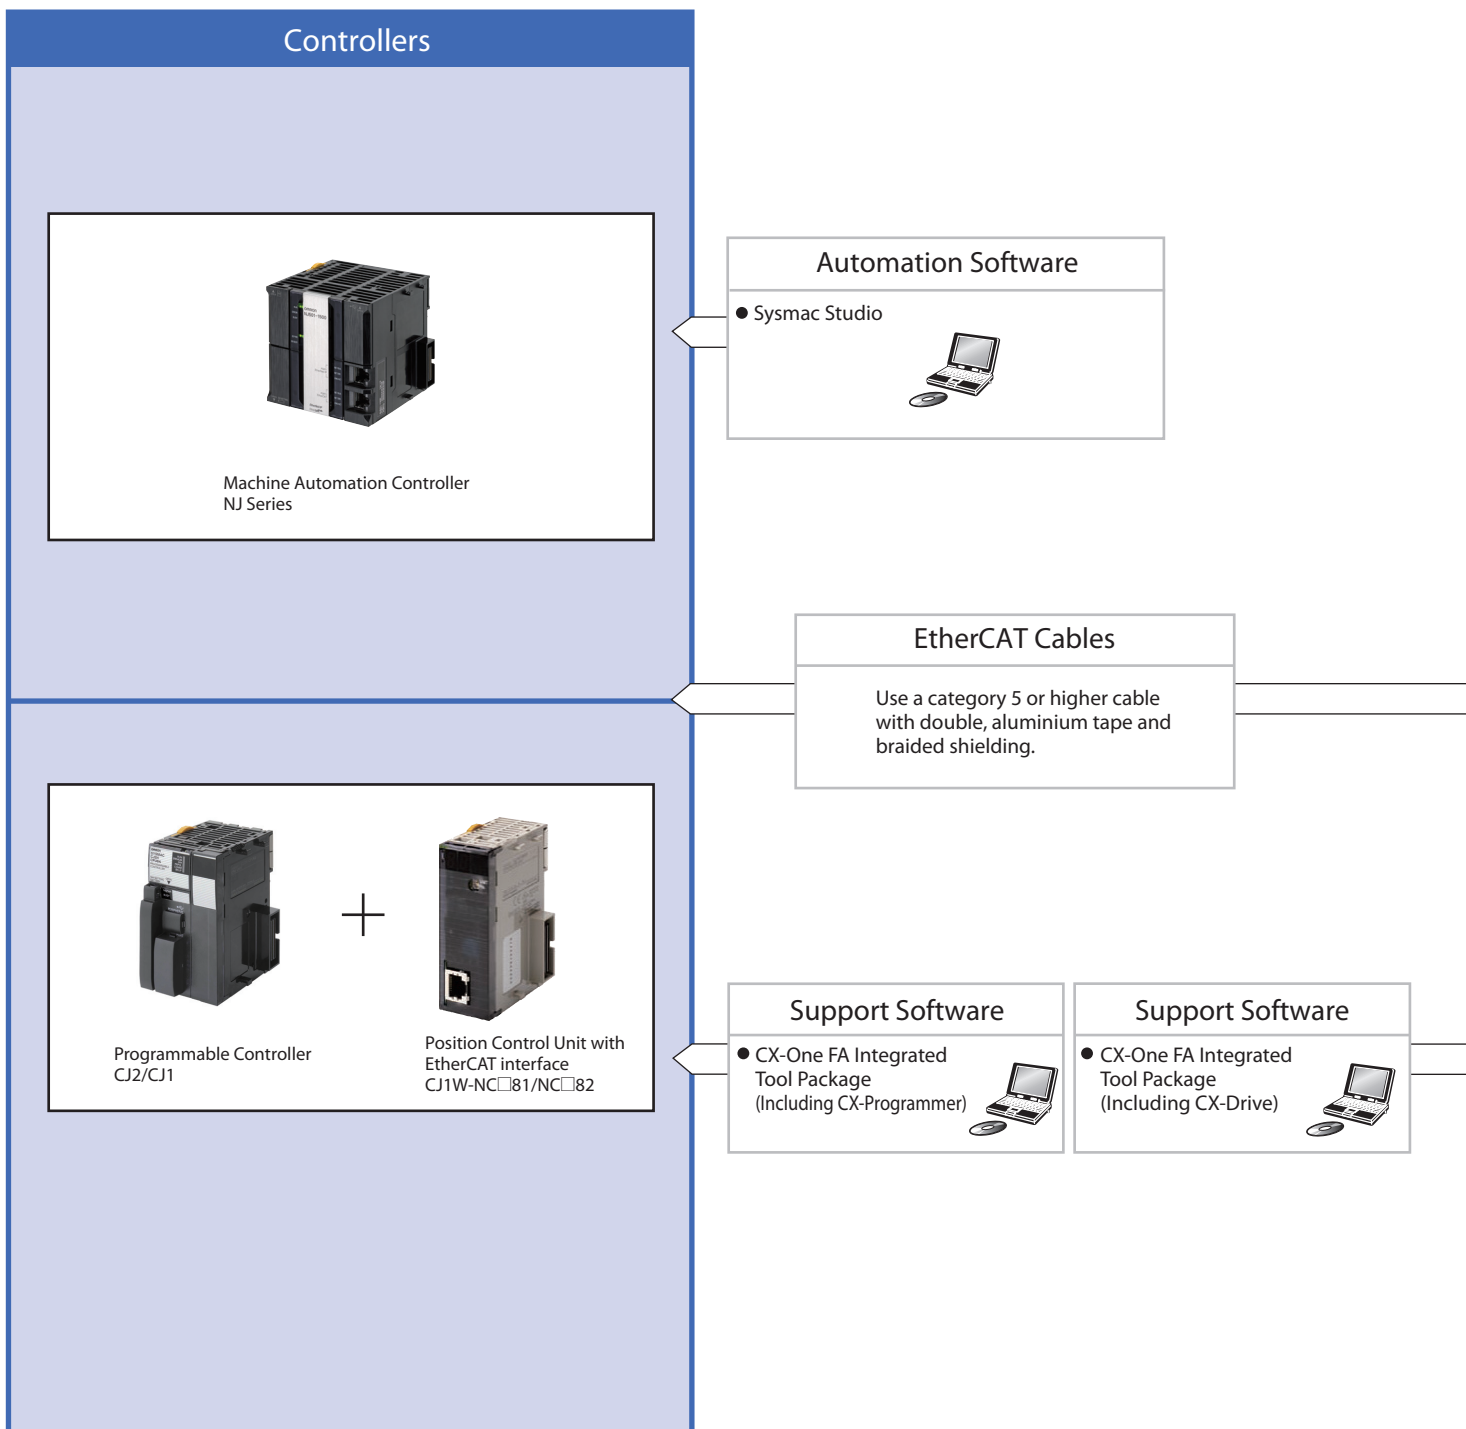 Controllers
Machine Automation Controller
NJ Series
Automation Software
● Sysmac Studio
EtherCAT Cables
Use a category 5 or higher cable
with double, aluminium tape and
braided shielding.
Programmable Controller
CJ2/CJ1
+
Position Control Unit with
EtherCAT interface
CJ1W-NC□81/NC□82
Support Software
● CX-One FA Integrated
Tool Package
(Including CX-Programmer)
Support Software
● CX-One FA Integrated
Tool Package
(Including CX-Drive)